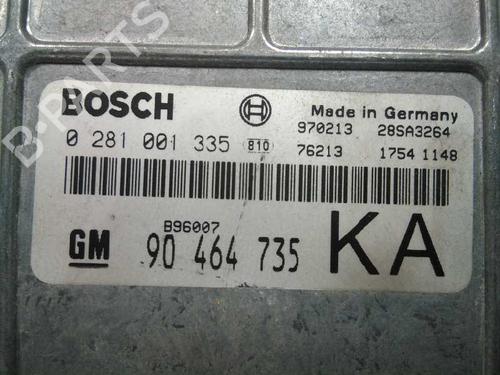 BOSCH
Made in Germany
0 281 001 335 810
970213 28SA3264
76213 1754 1148
B96007
GM 90 464 735 KA
B-PARTS